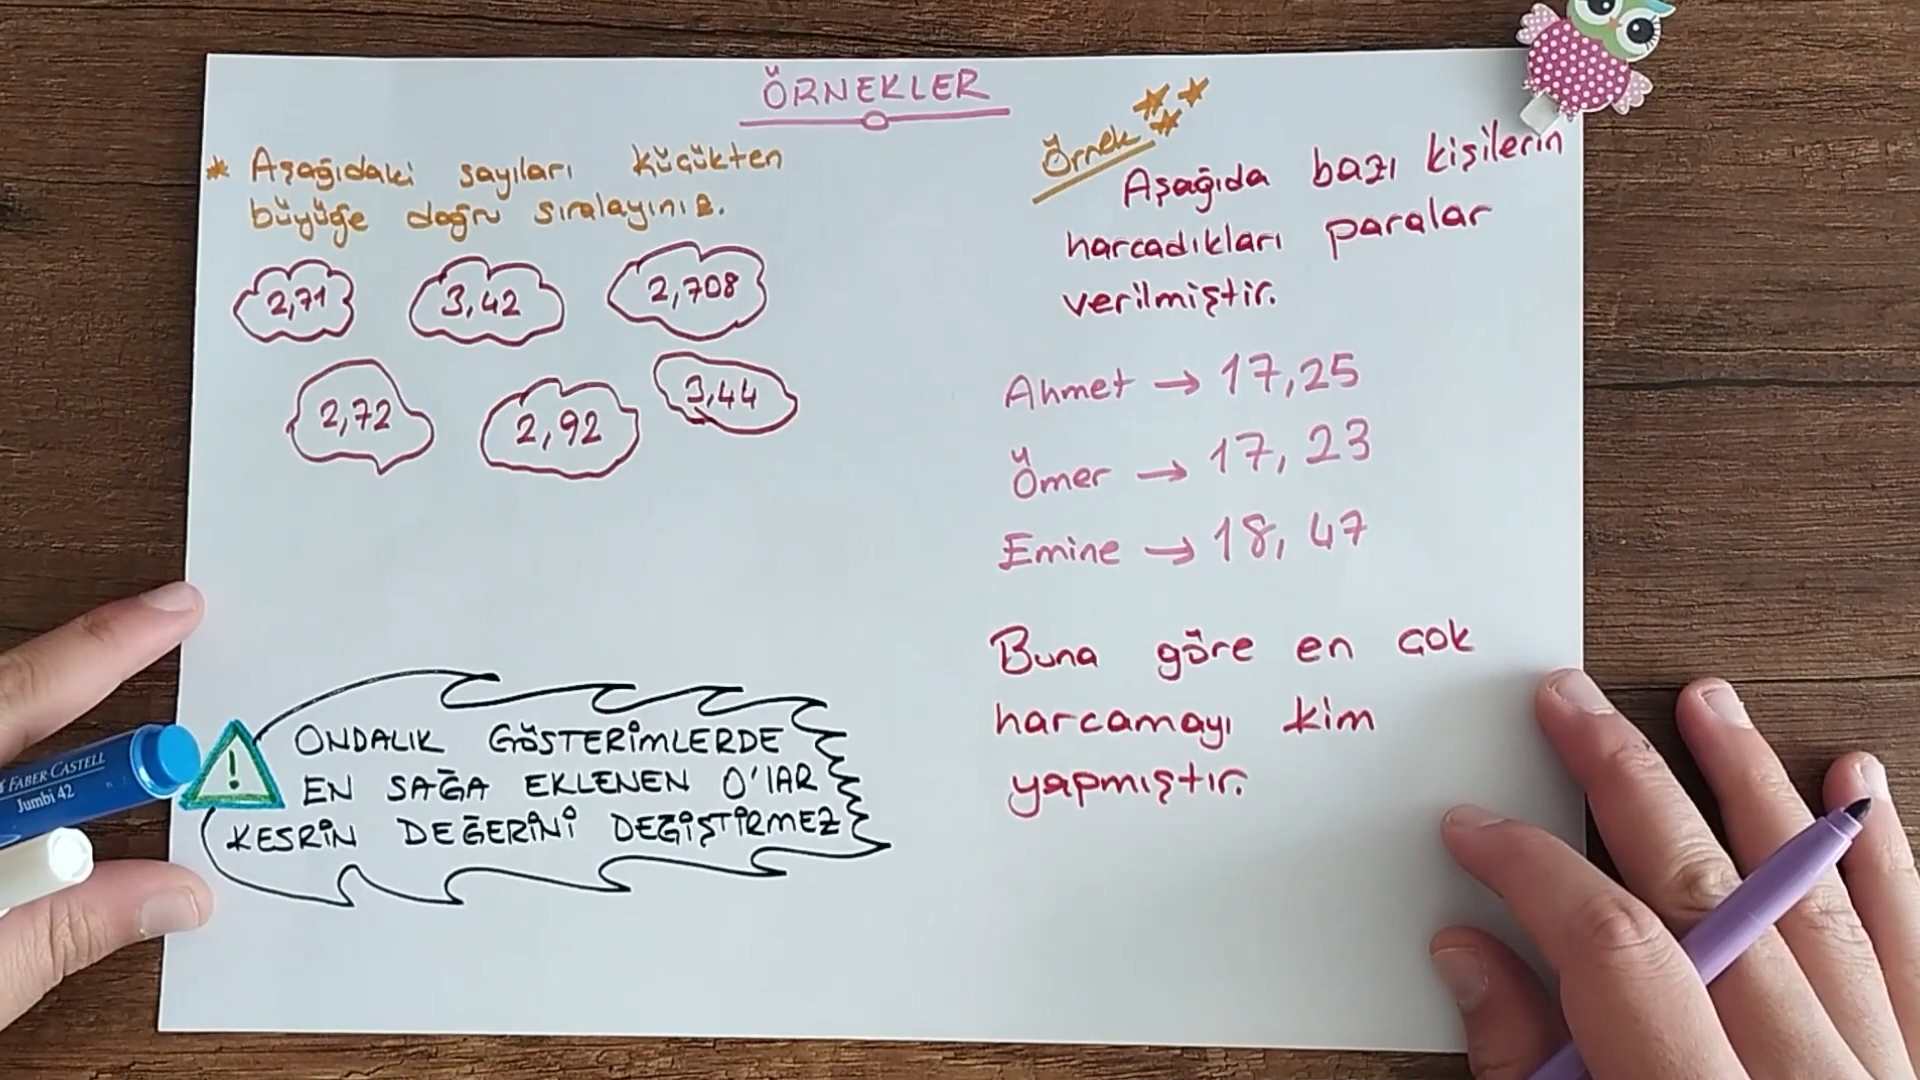 ÖRNEKLER
* Aşağıdaki sayıları küçükten
büyüğe doğru sıralayınız.
2,71 3,42 2,708
2,72 2,92 3,44
! ONDALIK GÖSTERİMLERDE
EN SAĞA EKLENEN 0'lAR
KESRİN DEĞERİNİ DEĞİŞTİRMEZ
Örnek
Aşağıda bazı kişilerin
harcadıkları paralar
verilmiştir.
Ahmet → 17,25
Ömer → 17, 23
Emine → 18, 47
Buna göre en çok
harcamayı kim
yapmıştır.
FABER-CASTELL
Jumbi 42